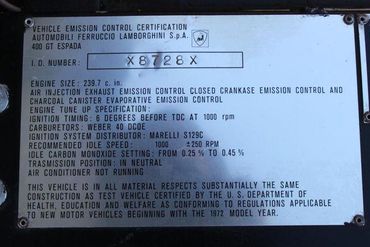 VEHICLE EMISSION CONTROL CERTIFICATION
AUTOMOBILI FERRUCCIO LAMBORGHINI S.p.A.
400 GT ESPADA
I.D. NUMBER: X8728X
ENGINE SIZE: 239.7 c. in.
AIR INJECTION EXHAUST EMISSION CONTROL CLOSED CRANKASE EMISSION CONTROL AND
CHARCOAL CANISTER EVAPORATIVE EMISSION CONTROL
ENGINE TUNE UP SPECIFICATION:
IGNITION TIMING: 6 DEGREES BEFORE TDC AT 1000 rpm
CARBURETORS: WEBER 40 DCOE
IGNITION SYSTEM DISTRIBUTOR: MARELLI S129C
RECOMMENDED IDLE SPEED: 1000 ±250 RPM
IDLE CARBON MONOXIDE SETTING: FROM 0.25 % TO 0.45 %
TRASMISSION POSITION: IN NEUTRAL
AIR CONDITIONER NOT RUNNING
THIS VEHICLE IS IN ALL MATERIAL RESPECTS SUBSTANTIALLY THE SAME
CONSTRUCTION AS TEST VEHICLE CERTIFIED BY THE U. S. DEPARTMENT OF
HEALTH, EDUCATION AND WELFARE AS CONFORMING TO REGULATIONS APPLICABLE
TO NEW MOTOR VEHICLES BEGINNING WITH THE 1972 MODEL YEAR.